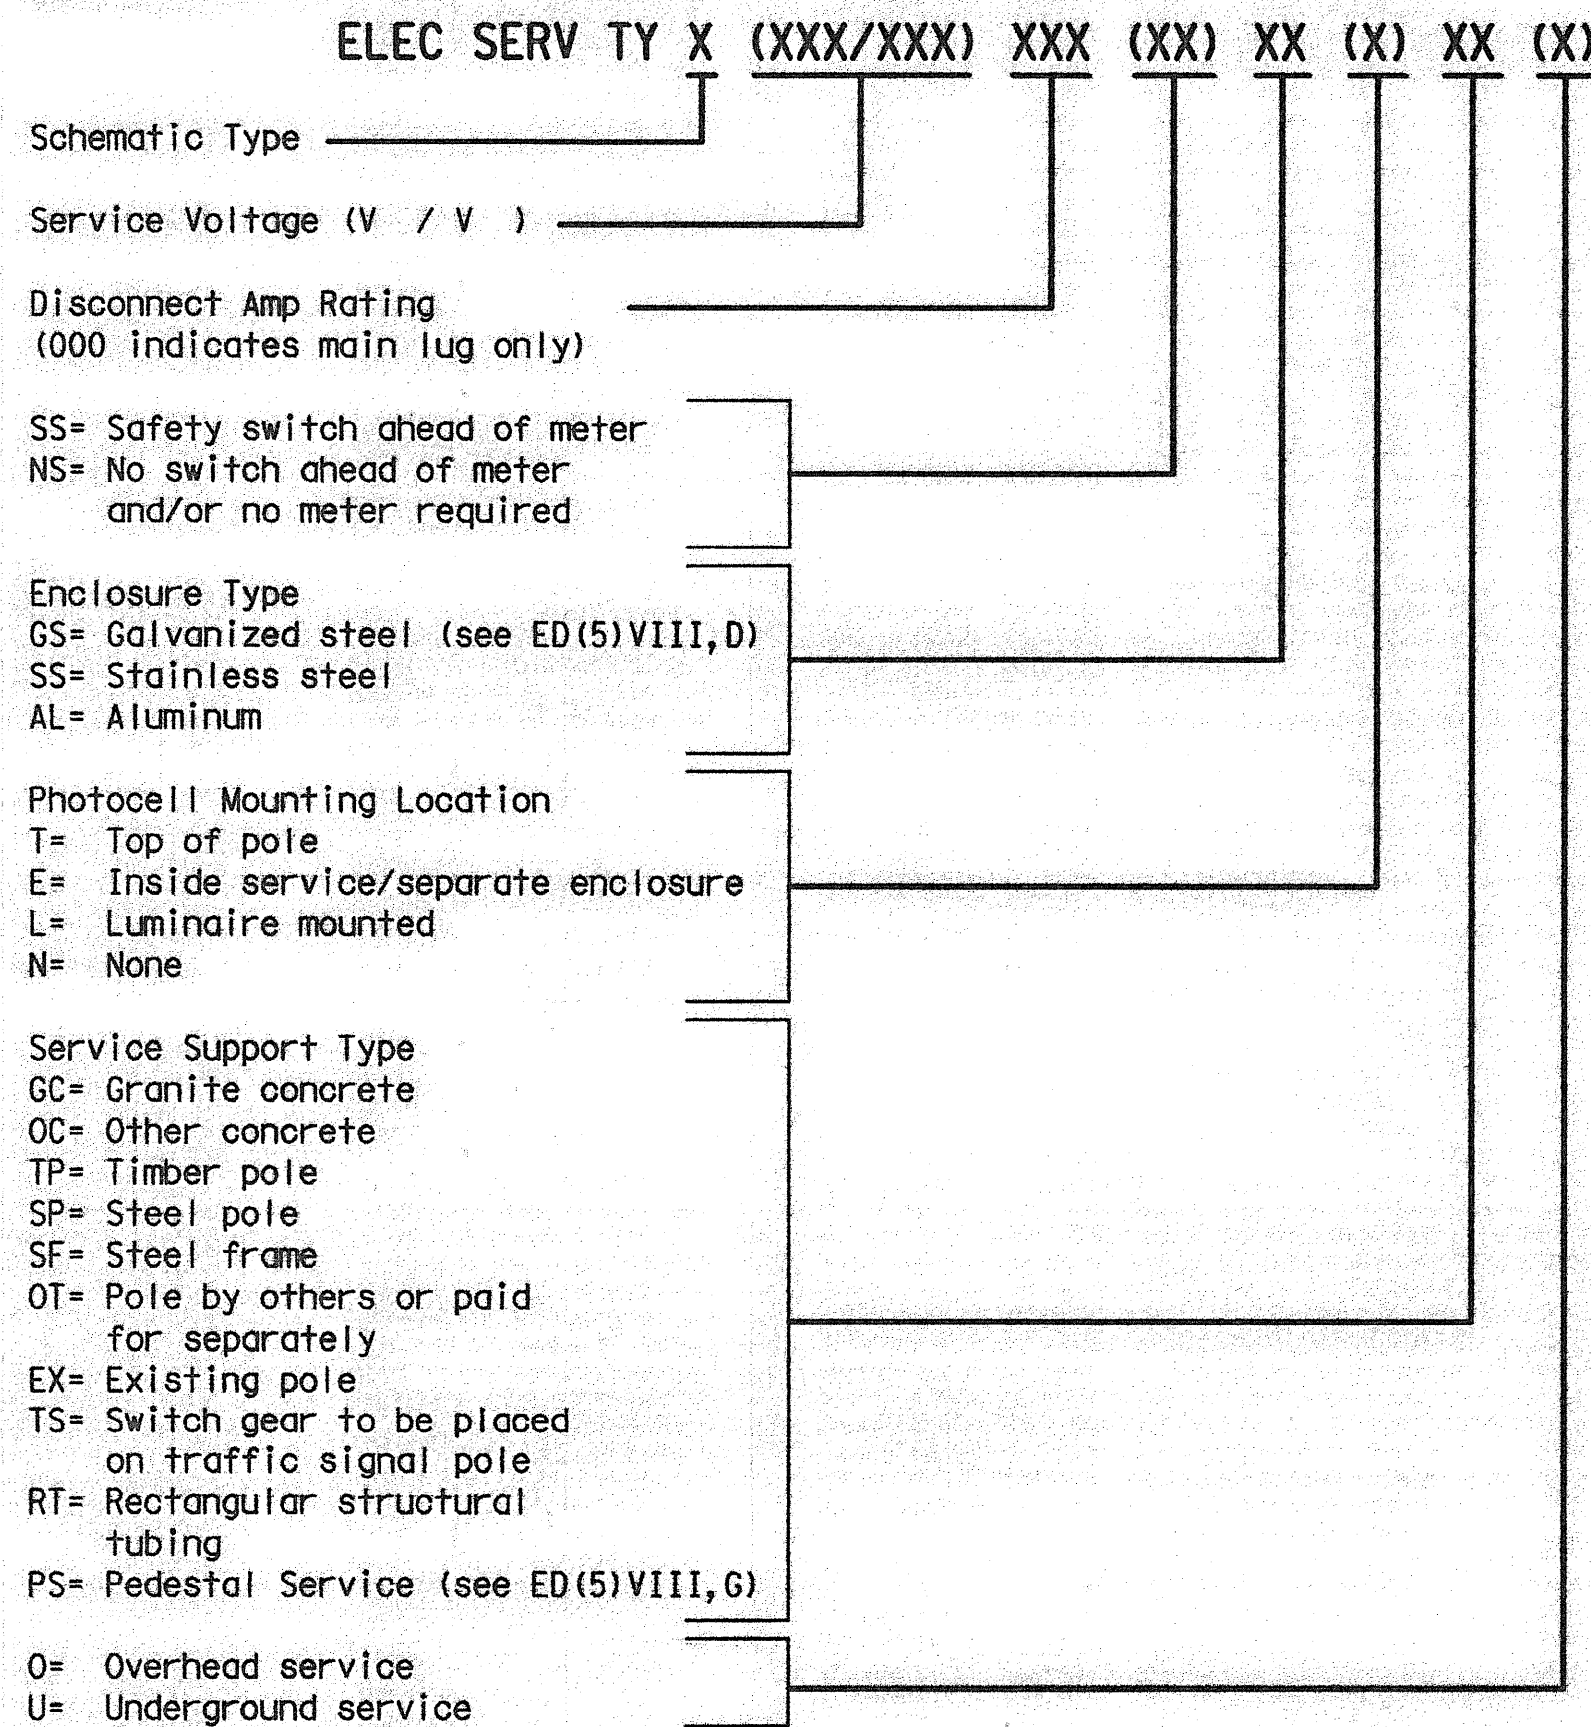 ELEC SERV TY X (XXX/XXX) XXX (XX) XX (X) XX (X)
Schematic Type
Service Voltage (V / V )
Disconnect Amp Rating
(000 indicates main lug only)
SS= Safety switch ahead of meter
NS= No switch ahead of meter
and/or no meter required
Enclosure Type
GS= Galvanized steel (see ED(5)VIII,D)
SS= Stainless steel
AL= Aluminum
Photocell Mounting Location
T= Top of pole
E= Inside service/separate enclosure
L= Luminaire mounted
N= None
Service Support Type
GC= Granite concrete
OC= Other concrete
TP= Timber pole
SP= Steel pole
SF= Steel frame
OT= Pole by others or paid
for separately
EX= Existing pole
TS= Switch gear to be placed
on traffic signal pole
RT= Rectangular structural
tubing
PS= Pedestal Service (see ED(5)VIII,G)
O= Overhead service
U= Underground service